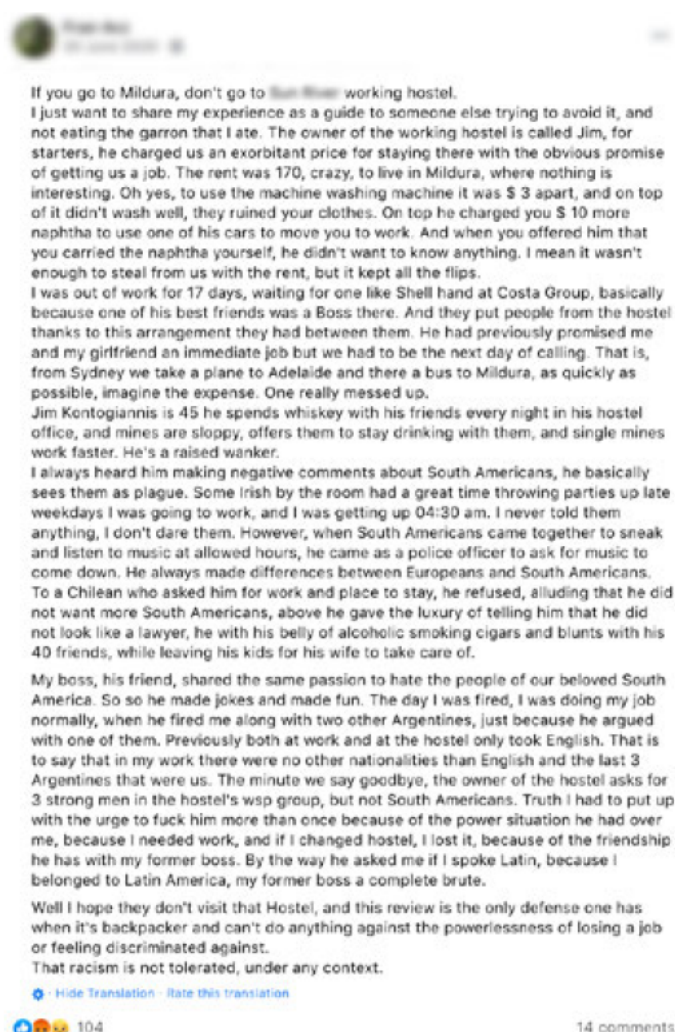 If you go to Mildura, don't go to working hostel.
I just want to share my experience as a guide to someone else trying to avoid it, and
not eating the garron that I ate. The owner of the working hostel is called Jim, for
starters, he charged us an exorbitant price for staying there with the obvious promise
of getting us a job. The rent was 170, crazy, to live in Mildura, where nothing is
interesting. Oh yes, to use the machine washing machine it was $ 3 apart, and on top
of it didn't wash well, they ruined your clothes. On top he charged you $ 10 more
naphtha to use one of his cars to move you to work. And when you offered him that
you carried the naphtha yourself, he didn't want to know anything. I mean it wasn't
enough to steal from us with the rent, but it kept all the flips.
I was out of work for 17 days, waiting for one like Shell hand at Costa Group, basically
because one of his best friends was a Boss there. And they put people from the hostel
thanks to this arrangement they had between them. He had previously promised me
and my girlfriend an immediate job but we had to be the next day of calling. That is,
from Sydney we take a plane to Adelaide and there a bus to Mildura, as quickly as
possible, imagine the expense. One really messed up.
Jim Kontogiannis is 45 he spends whiskey with his friends every night in his hostel
office, and mines are sloppy, offers them to stay drinking with them, and single mines
work faster. He's a raised wanker.
I always heard him making negative comments about South Americans, he basically
sees them as plague. Some Irish by the room had a great time throwing parties up late
weekdays I was going to work, and I was getting up 04:30 am. I never told them
anything, I don't dare them. However, when South Americans came together to sneak
and listen to music at allowed hours, he came as a police officer to ask for music to
come down. He always made differences between Europeans and South Americans.
To a Chilean who asked him for work and place to stay, he refused, alluding that he did
not want more South Americans, above he gave the luxury of telling him that he did
not look like a lawyer, he with his belly of alcoholic smoking cigars and blunts with his
40 friends, while leaving his kids for his wife to take care of.
My boss, his friend, shared the same passion to hate the people of our beloved South
America. So so he made jokes and made fun. The day I was fired, I was doing my job
normally, when he fired me along with two other Argentines, just because he argued
with one of them. Previously both at work and at the hostel only took English. That is
to say that in my work there were no other nationalities than English and the last 3
Argentines that were us. The minute we say goodbye, the owner of the hostel asks for
3 strong men in the hostel's wsp group, but not South Americans. Truth I had to put up
with the urge to fuck him more than once because of the power situation he had over
me, because I needed work, and if I changed hostel, I lost it, because of the friendship
he has with my former boss. By the way he asked me if I spoke Latin, because I
belonged to Latin America, my former boss a complete brute.
Well I hope they don't visit that Hostel, and this review is the only defense one has
when it's backpacker and can't do anything against the powerlessness of losing a job
or feeling discriminated against.
That racism is not tolerated, under any context.
· Hide Translation · Rate this translation
104 14 comments